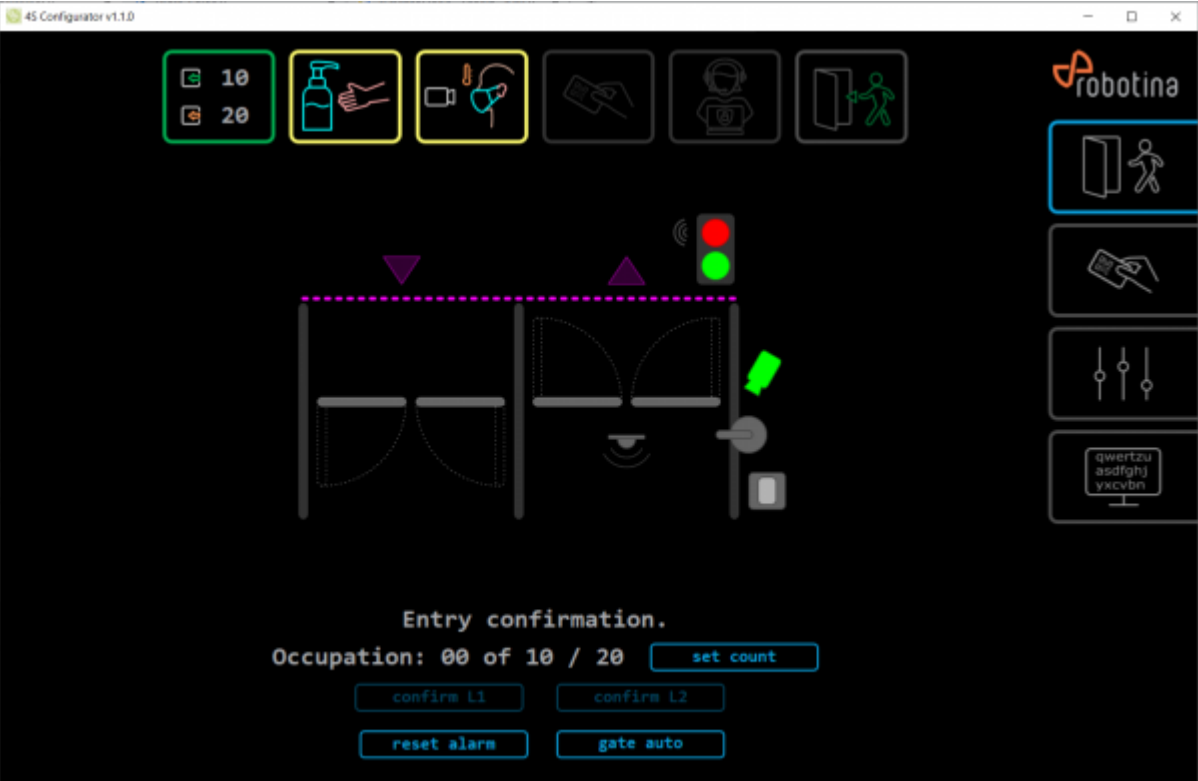 4S Configurator v1.1.0
10
20
robotina
qwertzu
asdfghj
yxcvbn
Entry confirmation.
Occupation: 00 of 10 / 20 set count
confirm L1 confirm L2
reset alarm gate auto